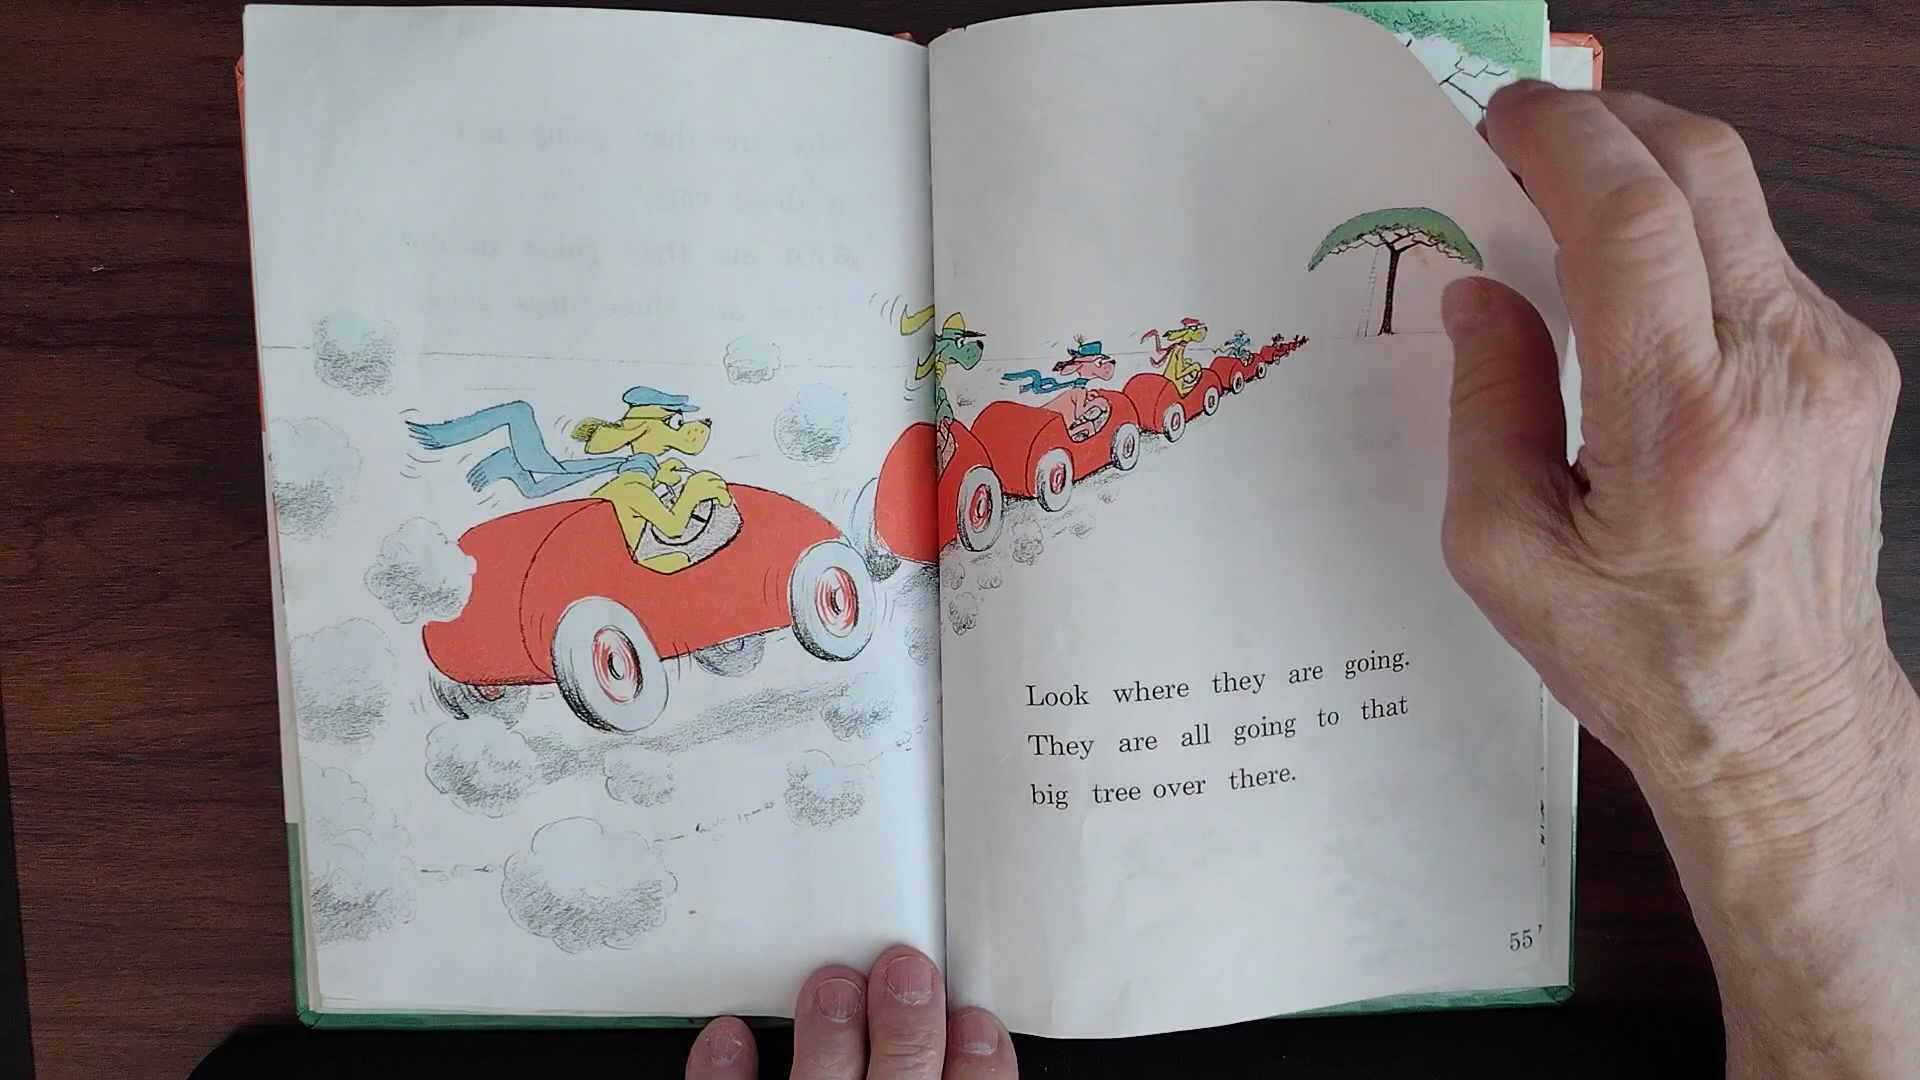 Look where they are going.
They are all going to that
big tree over there.
55